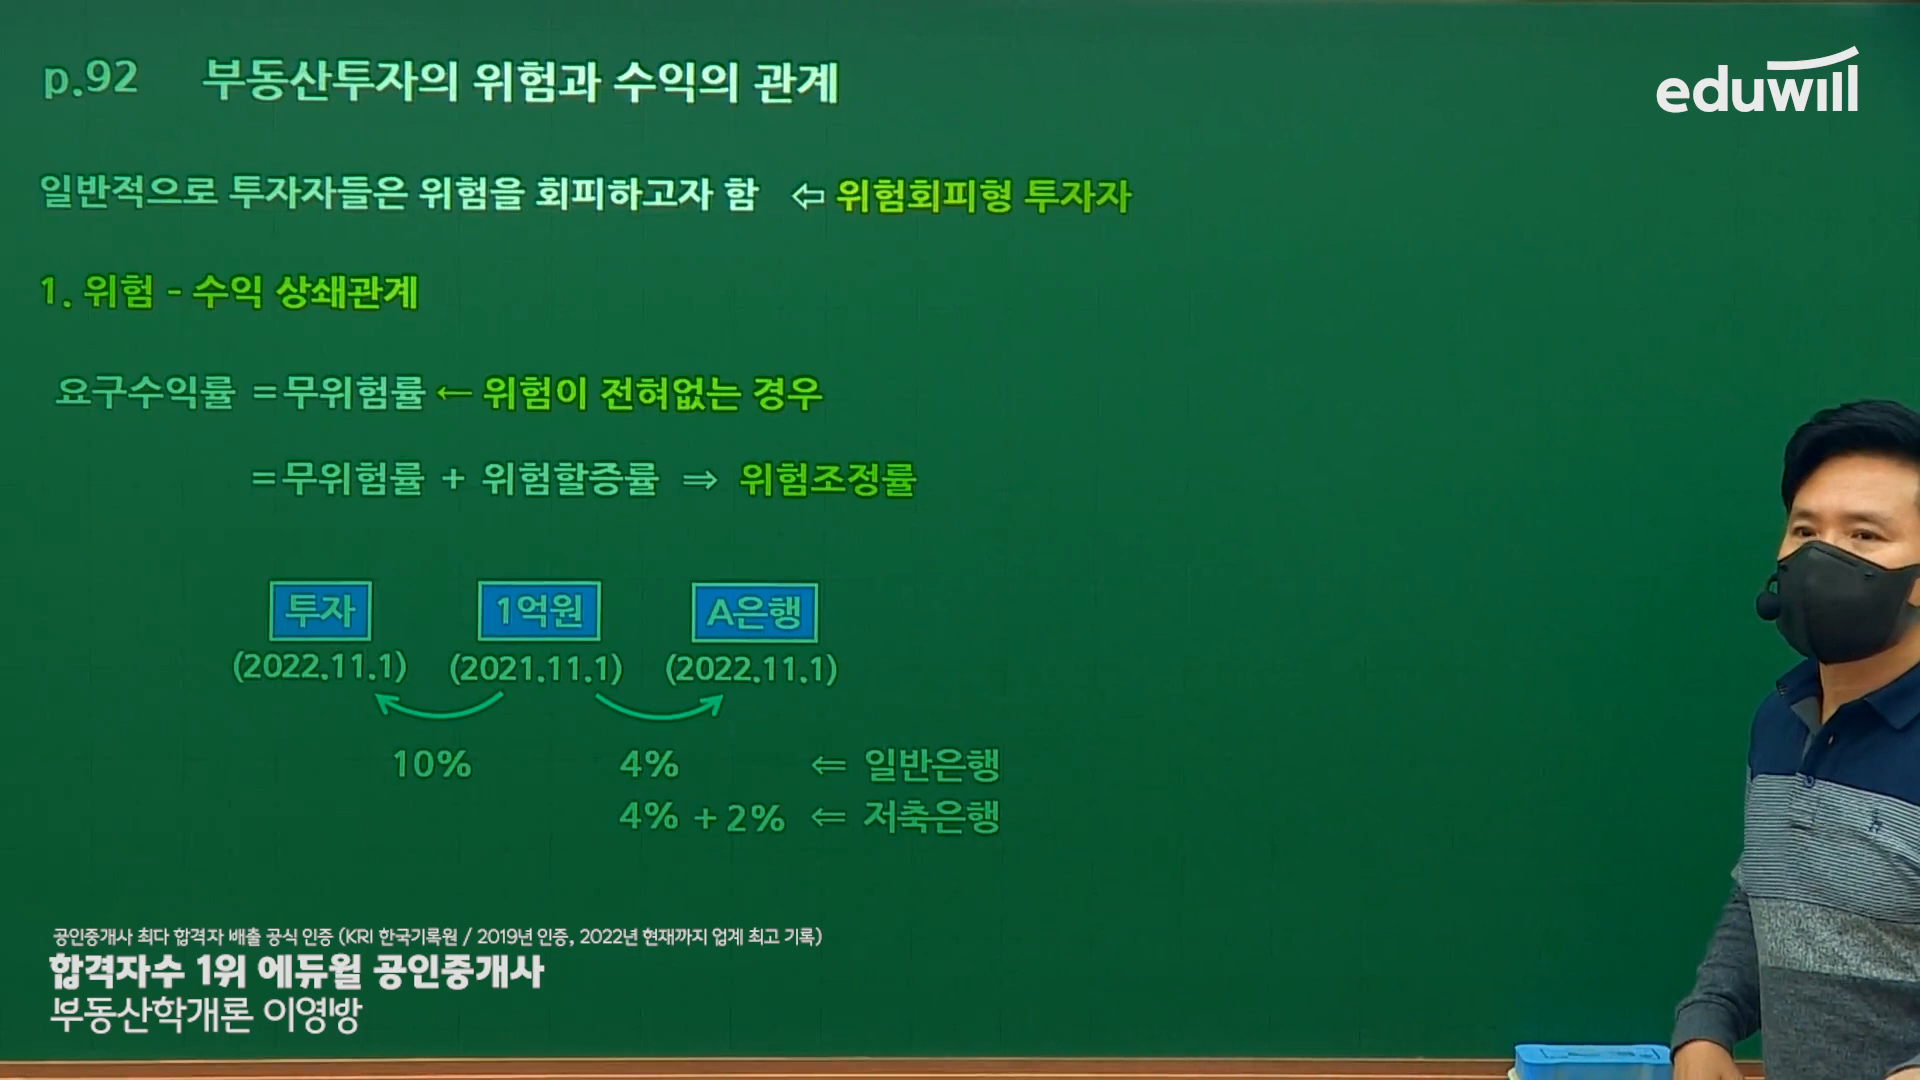 p.92 부동산투자의 위험과 수익의 관계
eduwill
일반적으로 투자자들은 위험을 회피하고자 함 ⇦ 위험회피형 투자자
1. 위험 - 수익 상쇄관계
요구수익률 = 무위험률 ← 위험이 전혀없는 경우
= 무위험률 + 위험할증률 ⇒ 위험조정률
투자 1억원 A은행
(2022.11.1) (2021.11.1) (2022.11.1)
10% 4% ⇐ 일반은행
4% + 2% ⇐ 저축은행
공인중개사 최다 합격자 배출 공식 인증 (KRI 한국기록원 / 2019년 인증, 2022년 현재까지 업계 최고 기록)
합격자수 1위 에듀윌 공인중개사
부동산학개론 이영방